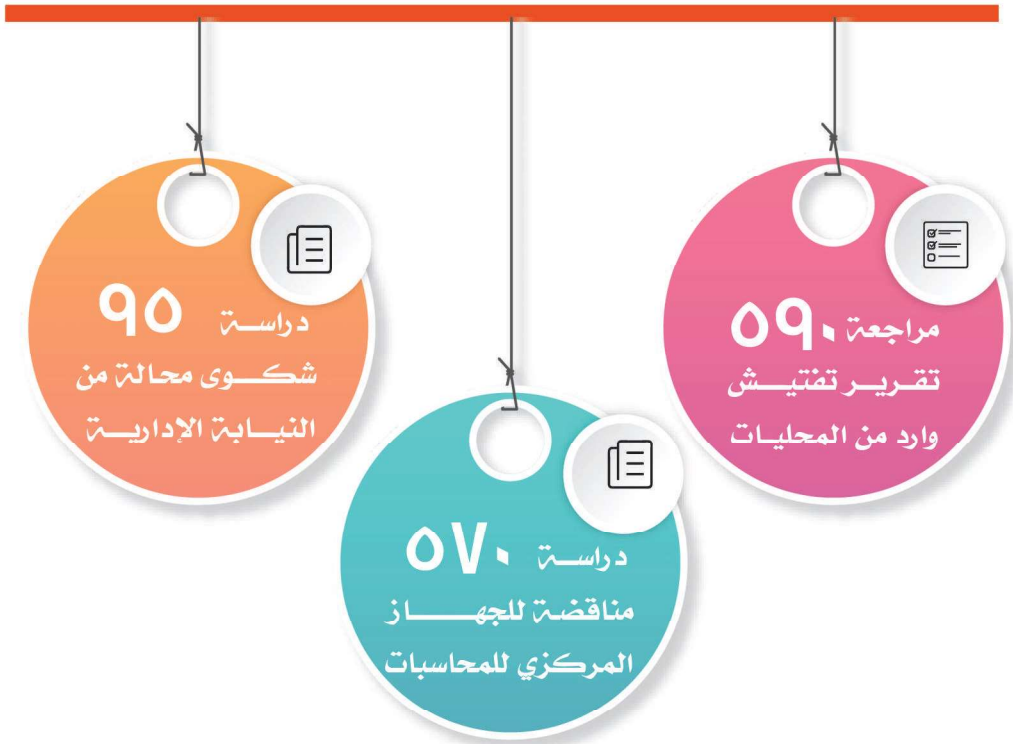 مراجعة ٥٩٠
تقرير تفتيش
وارد من المحليات
دراسة ٥٧٠
مناقضة للجهاز
المركزي للمحاسبات
دراسة ٩٥
شكوى محالة من
النيابة الإدارية